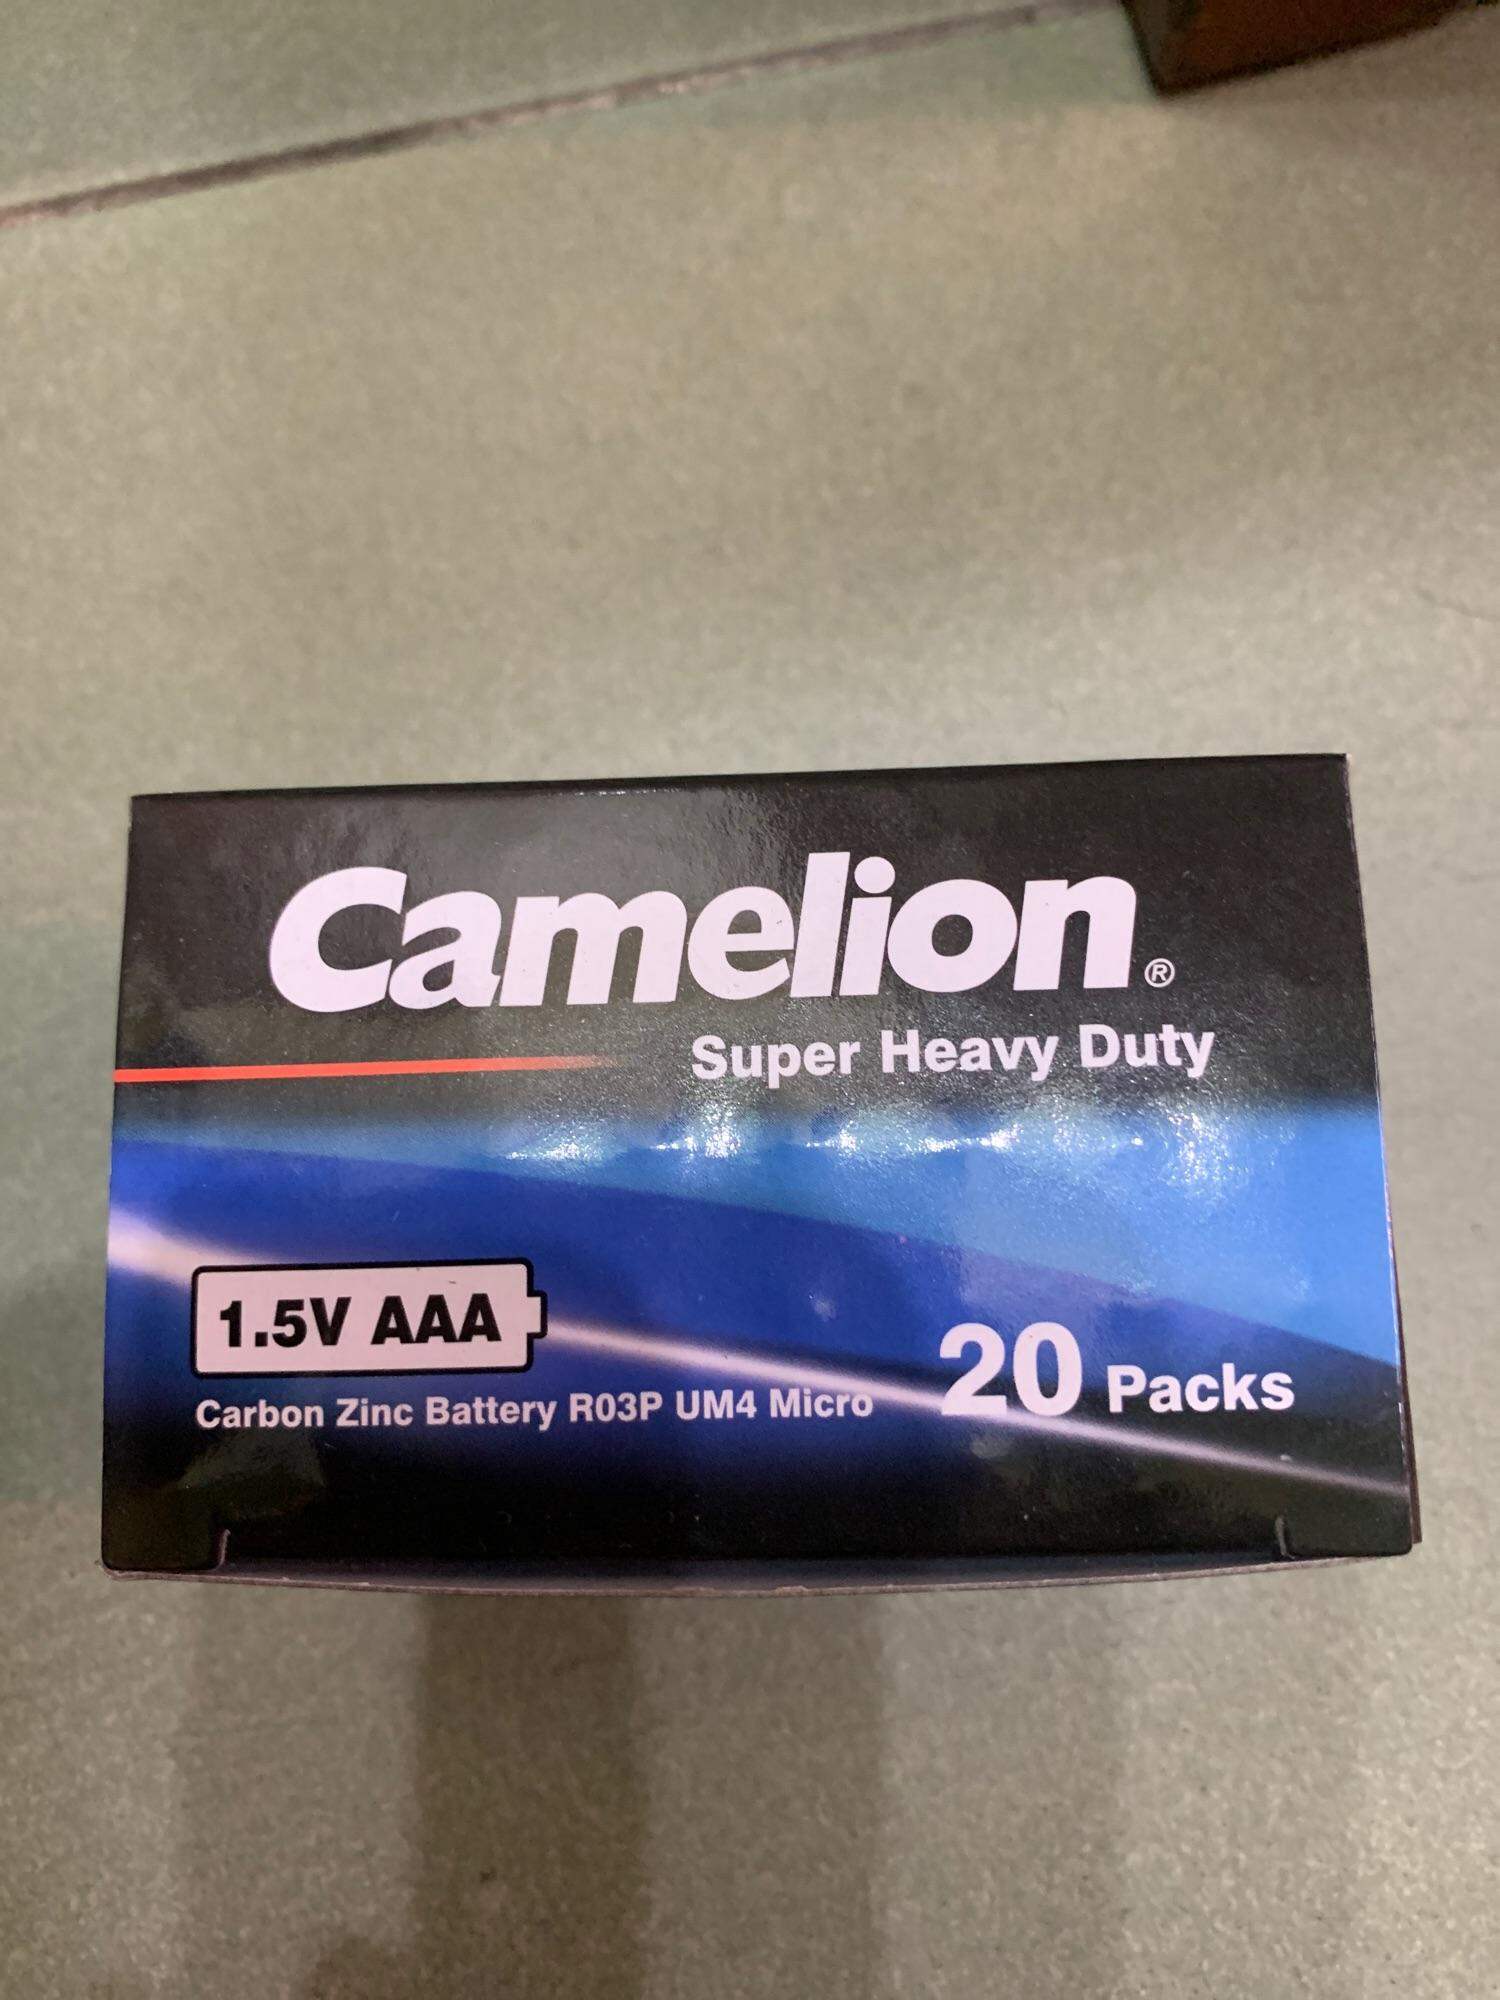 Camelion®
Super Heavy Duty
1.5V AAA
Carbon Zinc Battery R03P UM4 Micro
20 Packs